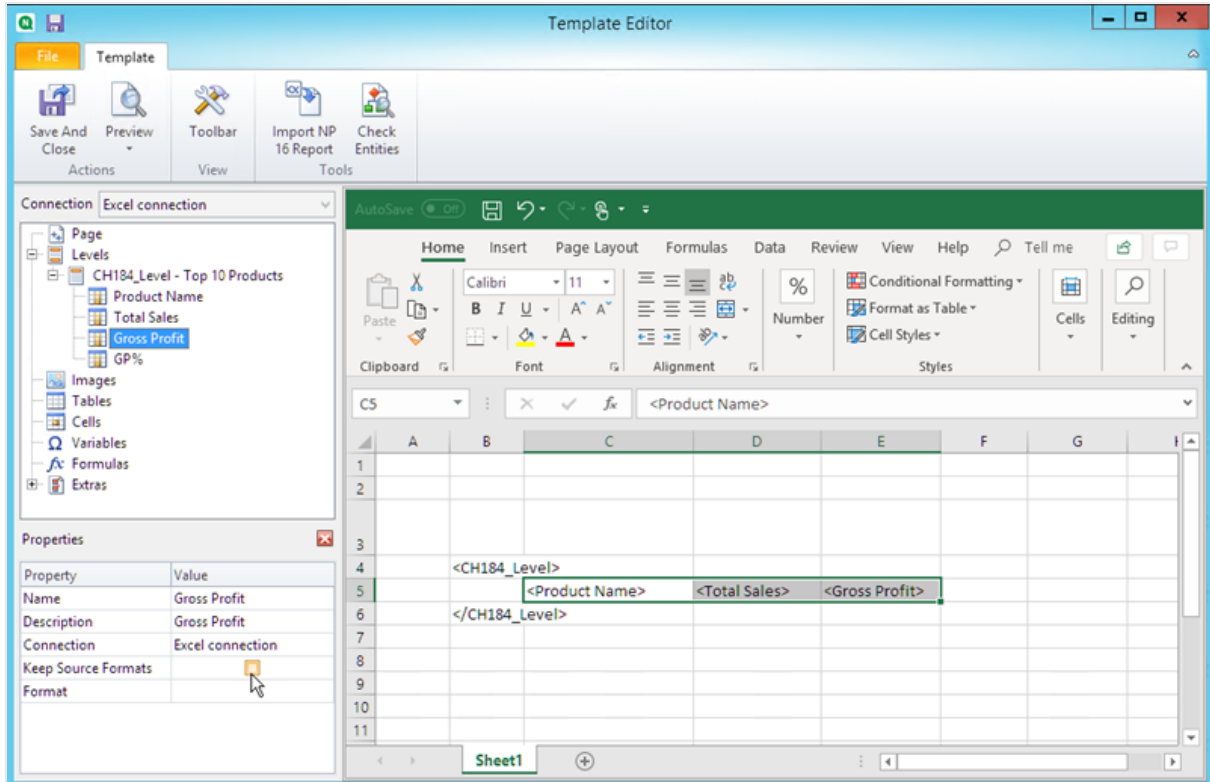 Template Editor
File Template
Save And Close
Preview
Toolbar
Import NP 16 Report
Check Entities
Actions View Tools
Connection Excel connection
Page
Levels
CH184_Level - Top 10 Products
Product Name
Total Sales
Gross Profit
GP%
Images
Tables
Cells
Variables
Formulas
Extras
Properties
Property Value
Name Gross Profit
Description Gross Profit
Connection Excel connection
Keep Source Formats
Format
AutoSave Off
Home Insert Page Layout Formulas Data Review View Help Tell me
Paste
Calibri 11
B I U A A
A
ab
%
Number
Conditional Formatting
Format as Table
Cell Styles
Cells
Editing
Clipboard Font Alignment Styles
C5 fx <Product Name>
A B C D E F G
1
2
3
4 <CH184_Level>
5 <Product Name> <Total Sales> <Gross Profit>
6 </CH184_Level>
7
8
9
10
11
Sheet1